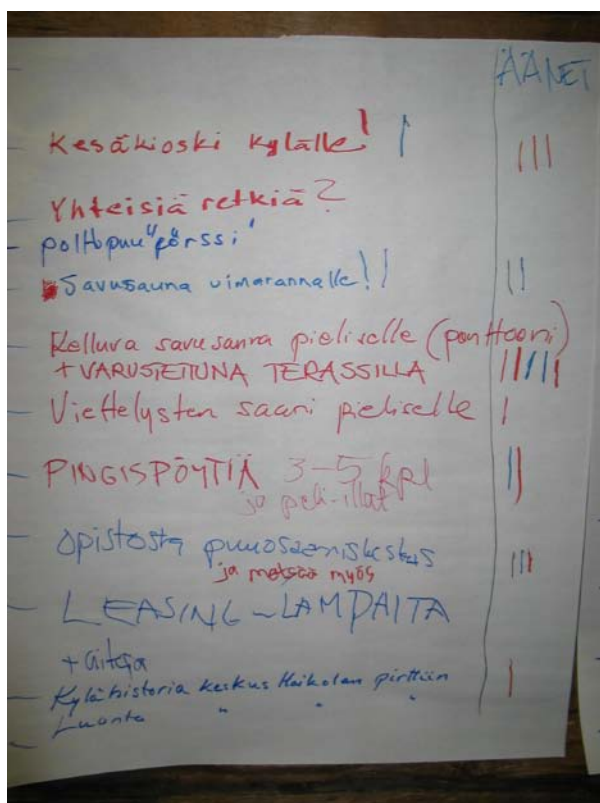 ÄÄNET
Kesäkioski kylälle!
Yhteisiä retkiä?
polttopuu"pörssi"
Savusauna uimarannalle!!
Kelluva savusauna pieliselle (ponttooni)
+ VARUSTETTUNA TERASSILLA
Viettelysten saari pieliselle
PINGISPÖYTIÄ 3-5 kpl
ja peli-illat
Opistosta puuosaamiskeskus
ja metsää myös
LEASING-LAMPAITA
+ aitoja
Kylähistoria keskus Haikolan pirttiin
Luonto " " "